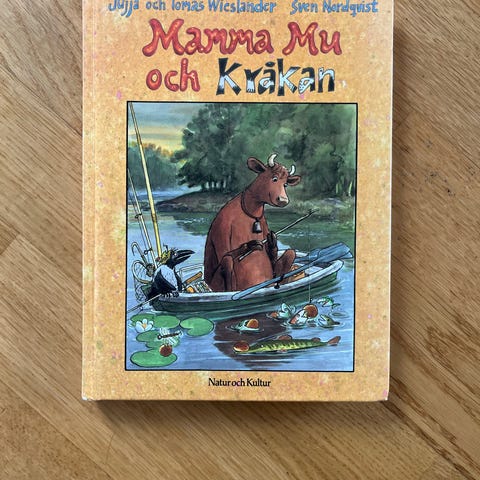 Jujja och Tomas Wieslander Sven Nordqvist
Mamma Mu
och Kråkan
Natur och Kultur